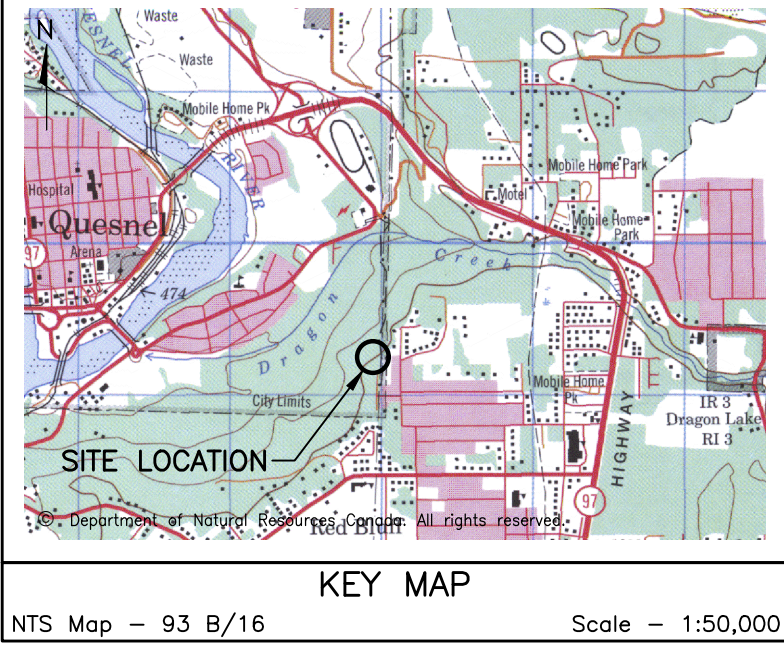 N
Waste
Waste
ESNEL
Mobile Home Pk
RIVER
Hospital
Quesnel
97
Arena
474
Mobile Home Park
Motel
Mobile Home
Park
Creek
Dragon
City Limits
Mobile Home
Pk
IR 3
Dragon Lake
RI 3
HIGHWAY
97
SITE LOCATION
© Department of Natural Resources Canada. All rights reserved.
Red Bluff
KEY MAP
NTS Map – 93 B/16
Scale – 1:50,000